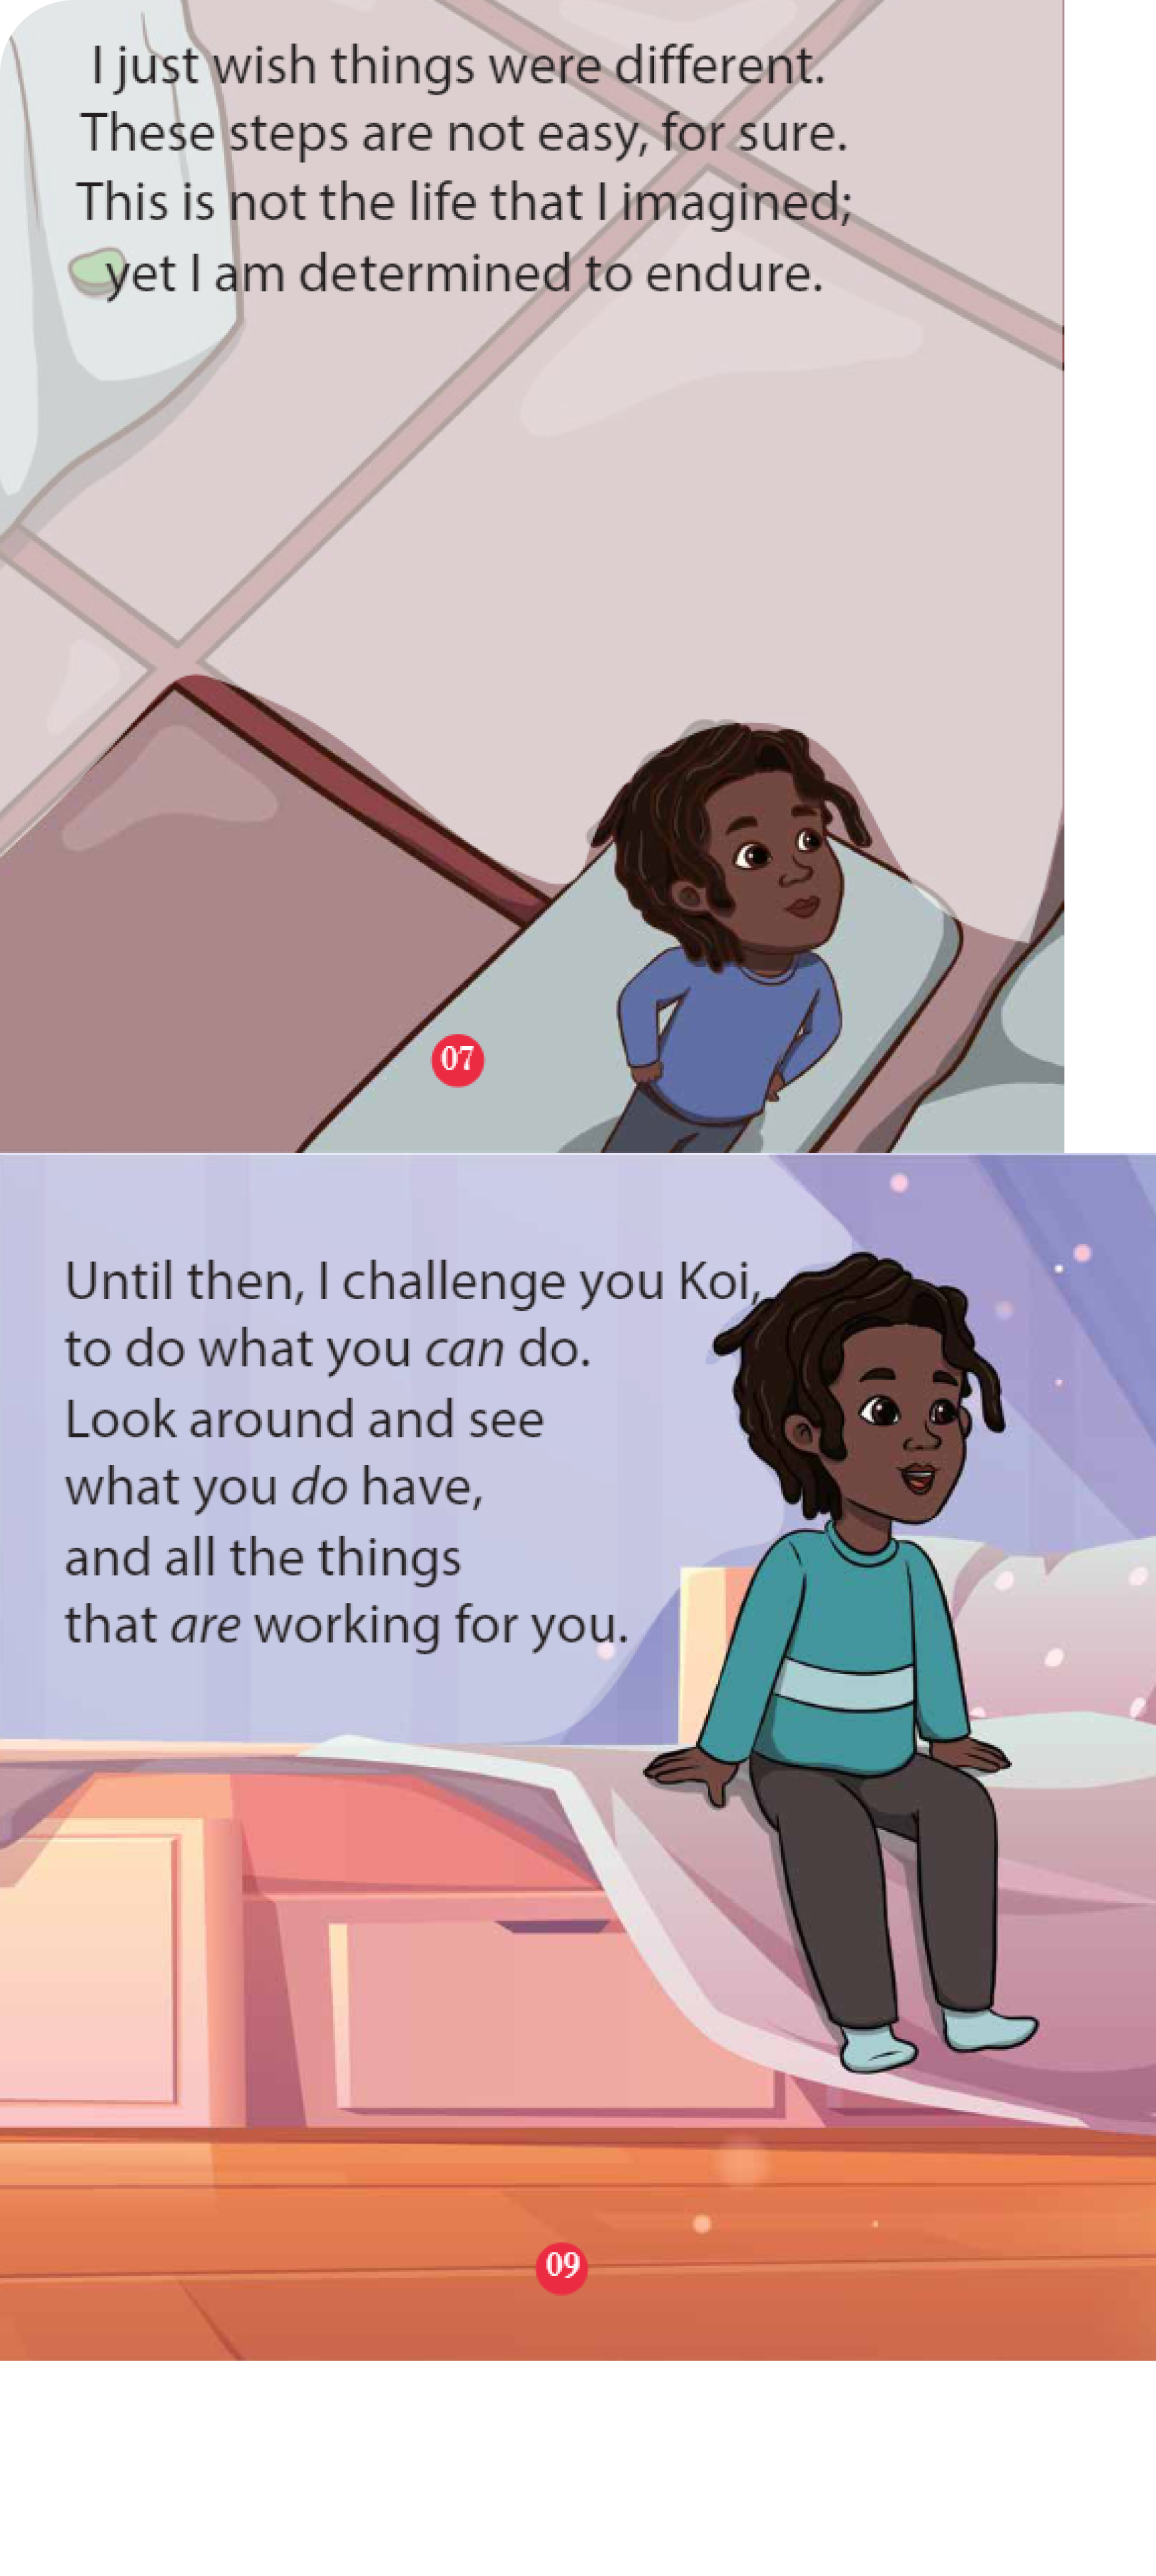 I just wish things were different.
These steps are not easy, for sure.
This is not the life that I imagined;
yet I am determined to endure.
07
Until then, I challenge you Koi,
to do what you can do.
Look around and see
what you do have,
and all the things
that are working for you.
09